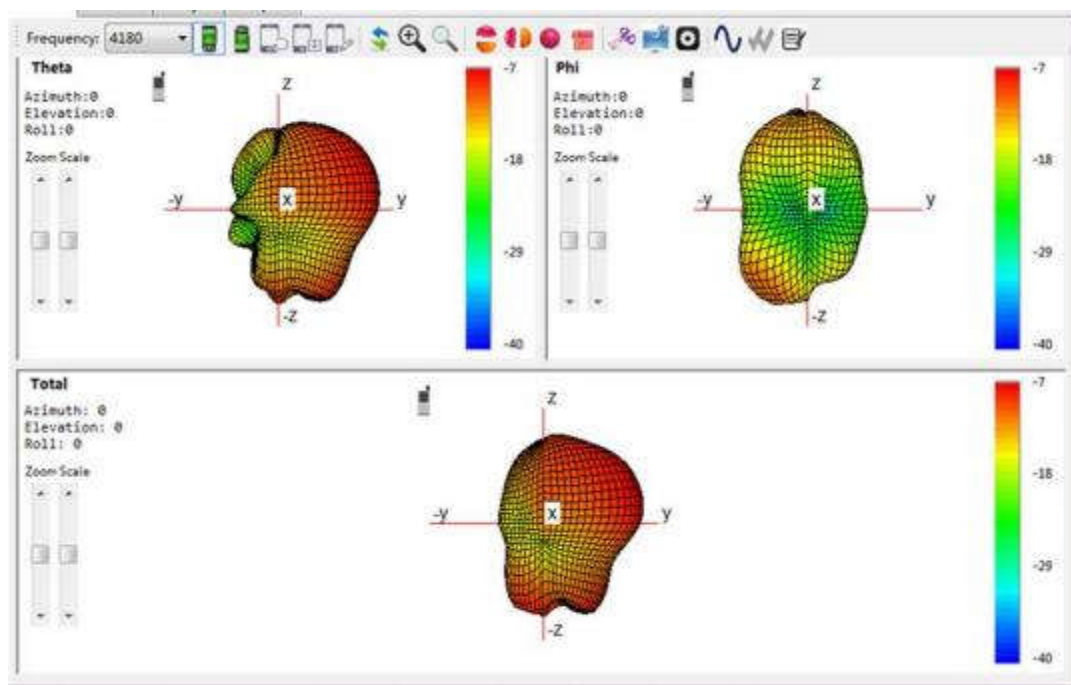 Frequency: 4180
Theta
Azimuth:0
Elevation:0
Roll:0
Zoom Scale
z
-y
x
y
-z
-7
-18
-29
-40
Phi
Azimuth:0
Elevation:0
Roll:0
Zoom Scale
z
-y
x
y
-z
-7
-18
-29
-40
Total
Azimuth: 0
Elevation: 0
Roll: 0
Zoom Scale
z
-y
x
y
-z
-7
-18
-29
-40